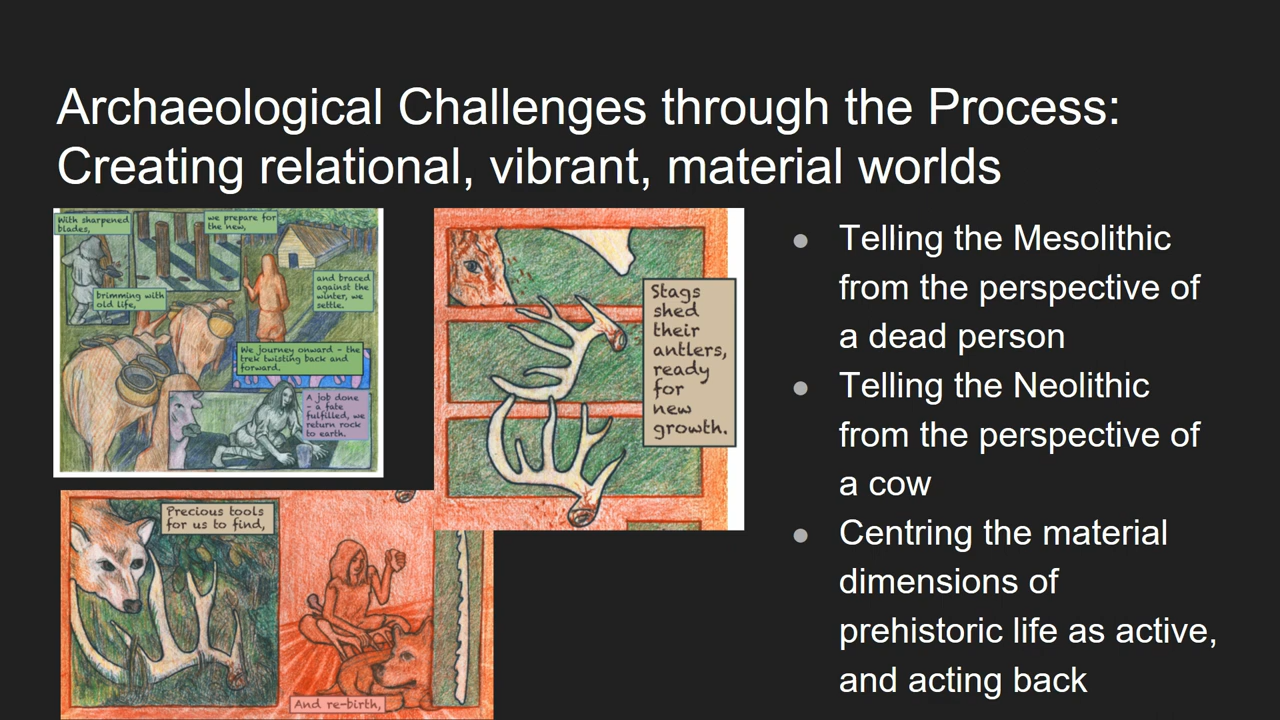 Archaeological Challenges through the Process:
Creating relational, vibrant, material worlds
With sharpened
blades,
we prepare for
the new,
brimming with
old life,
and braced
against the
winter, we
settle.
We journey onward – the
trek twisting back and
forward.
A job done
– a fate
fulfilled, we
return rock
to earth.
Stags
shed
their
antlers,
ready
for
new
growth.
Precious tools
for us to find,
And re-birth,
Telling the Mesolithic
from the perspective of
a dead person
Telling the Neolithic
from the perspective of
a cow
Centring the material
dimensions of
prehistoric life as active,
and acting back